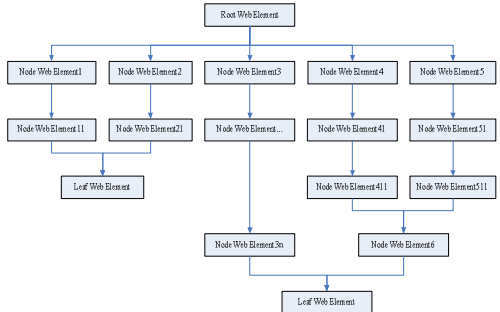 Root Web Element
Node Web Element1
Node Web Element2
Node Web Element3
Node Web Element4
Node Web Element5
Node Web Element11
Node Web Element21
Node Web Element...
Node Web Element41
Node Web Element51
Leaf Web Element
Node Web Element411
Node Web Element511
Node Web Element3n
Node Web Element6
Leaf Web Element